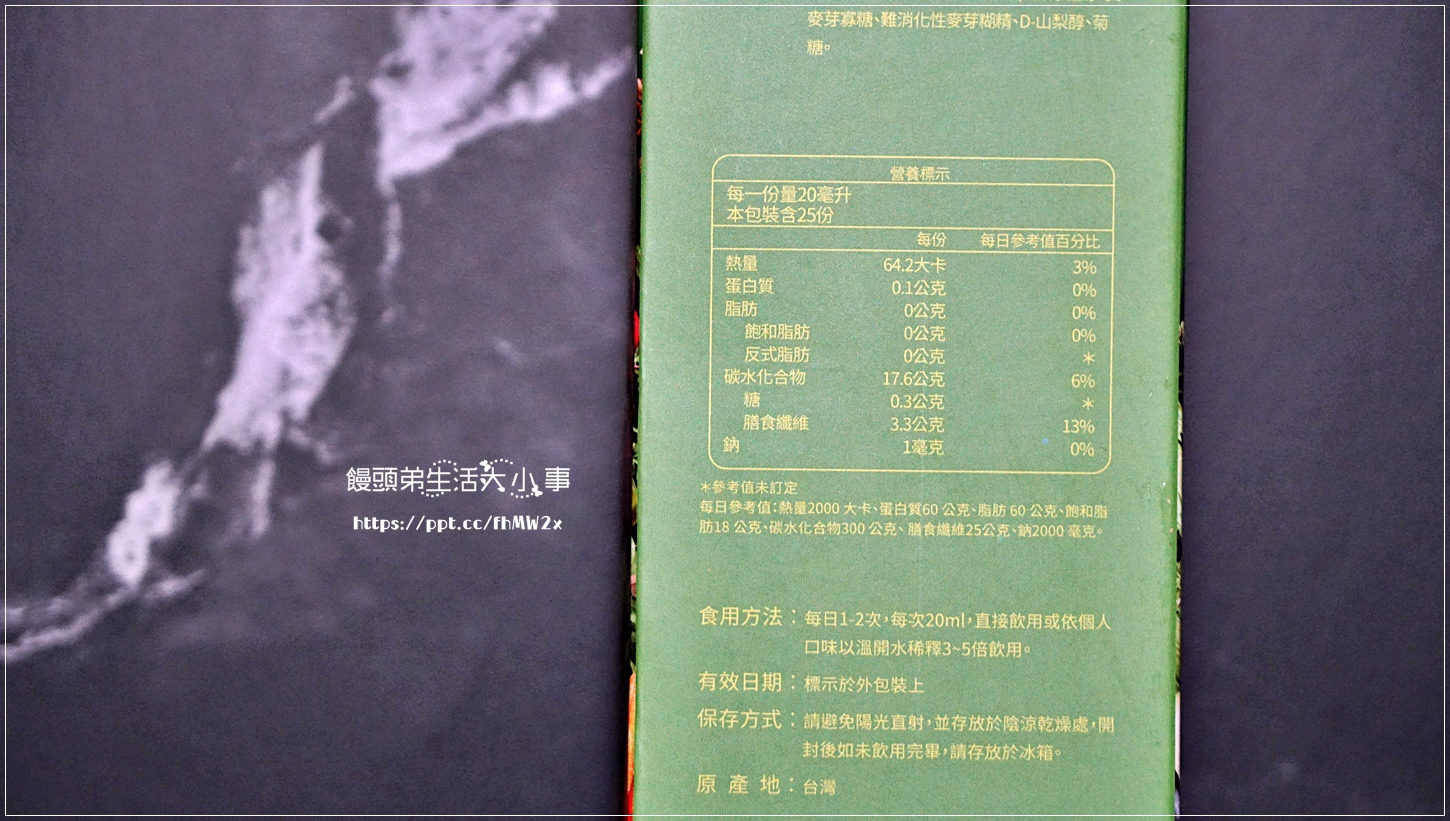 麥芽寡糖、難消化性麥芽糊精、D-山梨醇、菊
糖。
營養標示
每一份量20毫升
本包裝含25份
每份 每日參考值百分比
熱量 64.2大卡 3%
蛋白質 0.1公克 0%
脂肪 0公克 0%
飽和脂肪 0公克 0%
反式脂肪 0公克 ＊
碳水化合物 17.6公克 6%
糖 0.3公克 ＊
膳食纖維 3.3公克 13%
鈉 1毫克 0%
＊參考值未訂定
每日參考值：熱量2000 大卡、蛋白質60 公克、脂肪 60 公克、飽和脂
肪18 公克、碳水化合物300 公克、膳食纖維25公克、鈉2000 毫克。
食用方法：每日1-2次，每次20ml，直接飲用或依個人
口味以溫開水稀釋3~5倍飲用。
有效日期：標示於外包裝上
保存方式：請避免陽光直射，並存放於陰涼乾燥處，開
封後如未飲用完畢，請存放於冰箱。
原產地：台灣
饅頭弟生活大小事
https://ppt.cc/fhMW2x